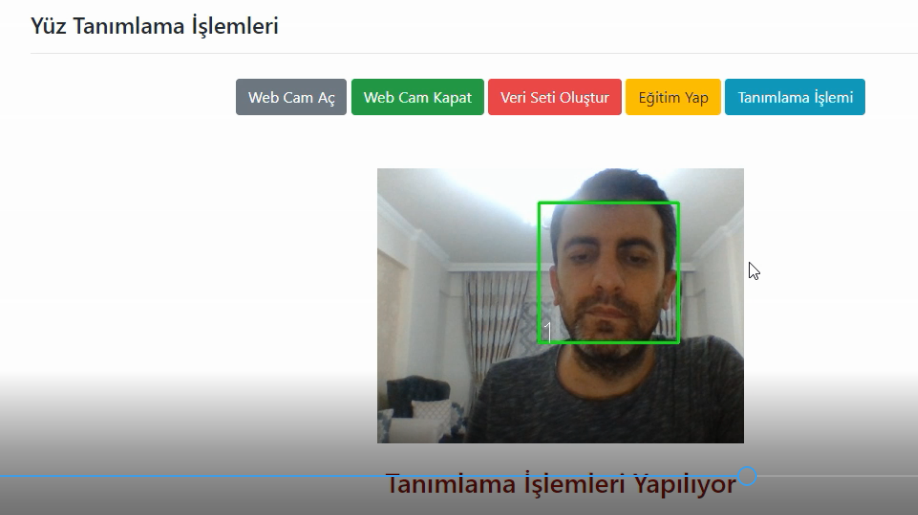 Yüz Tanımlama İşlemleri
Web Cam Aç Web Cam Kapat Veri Seti Oluştur Eğitim Yap Tanımlama İşlemi
1
Tanımlama İşlemleri Yapılıyor